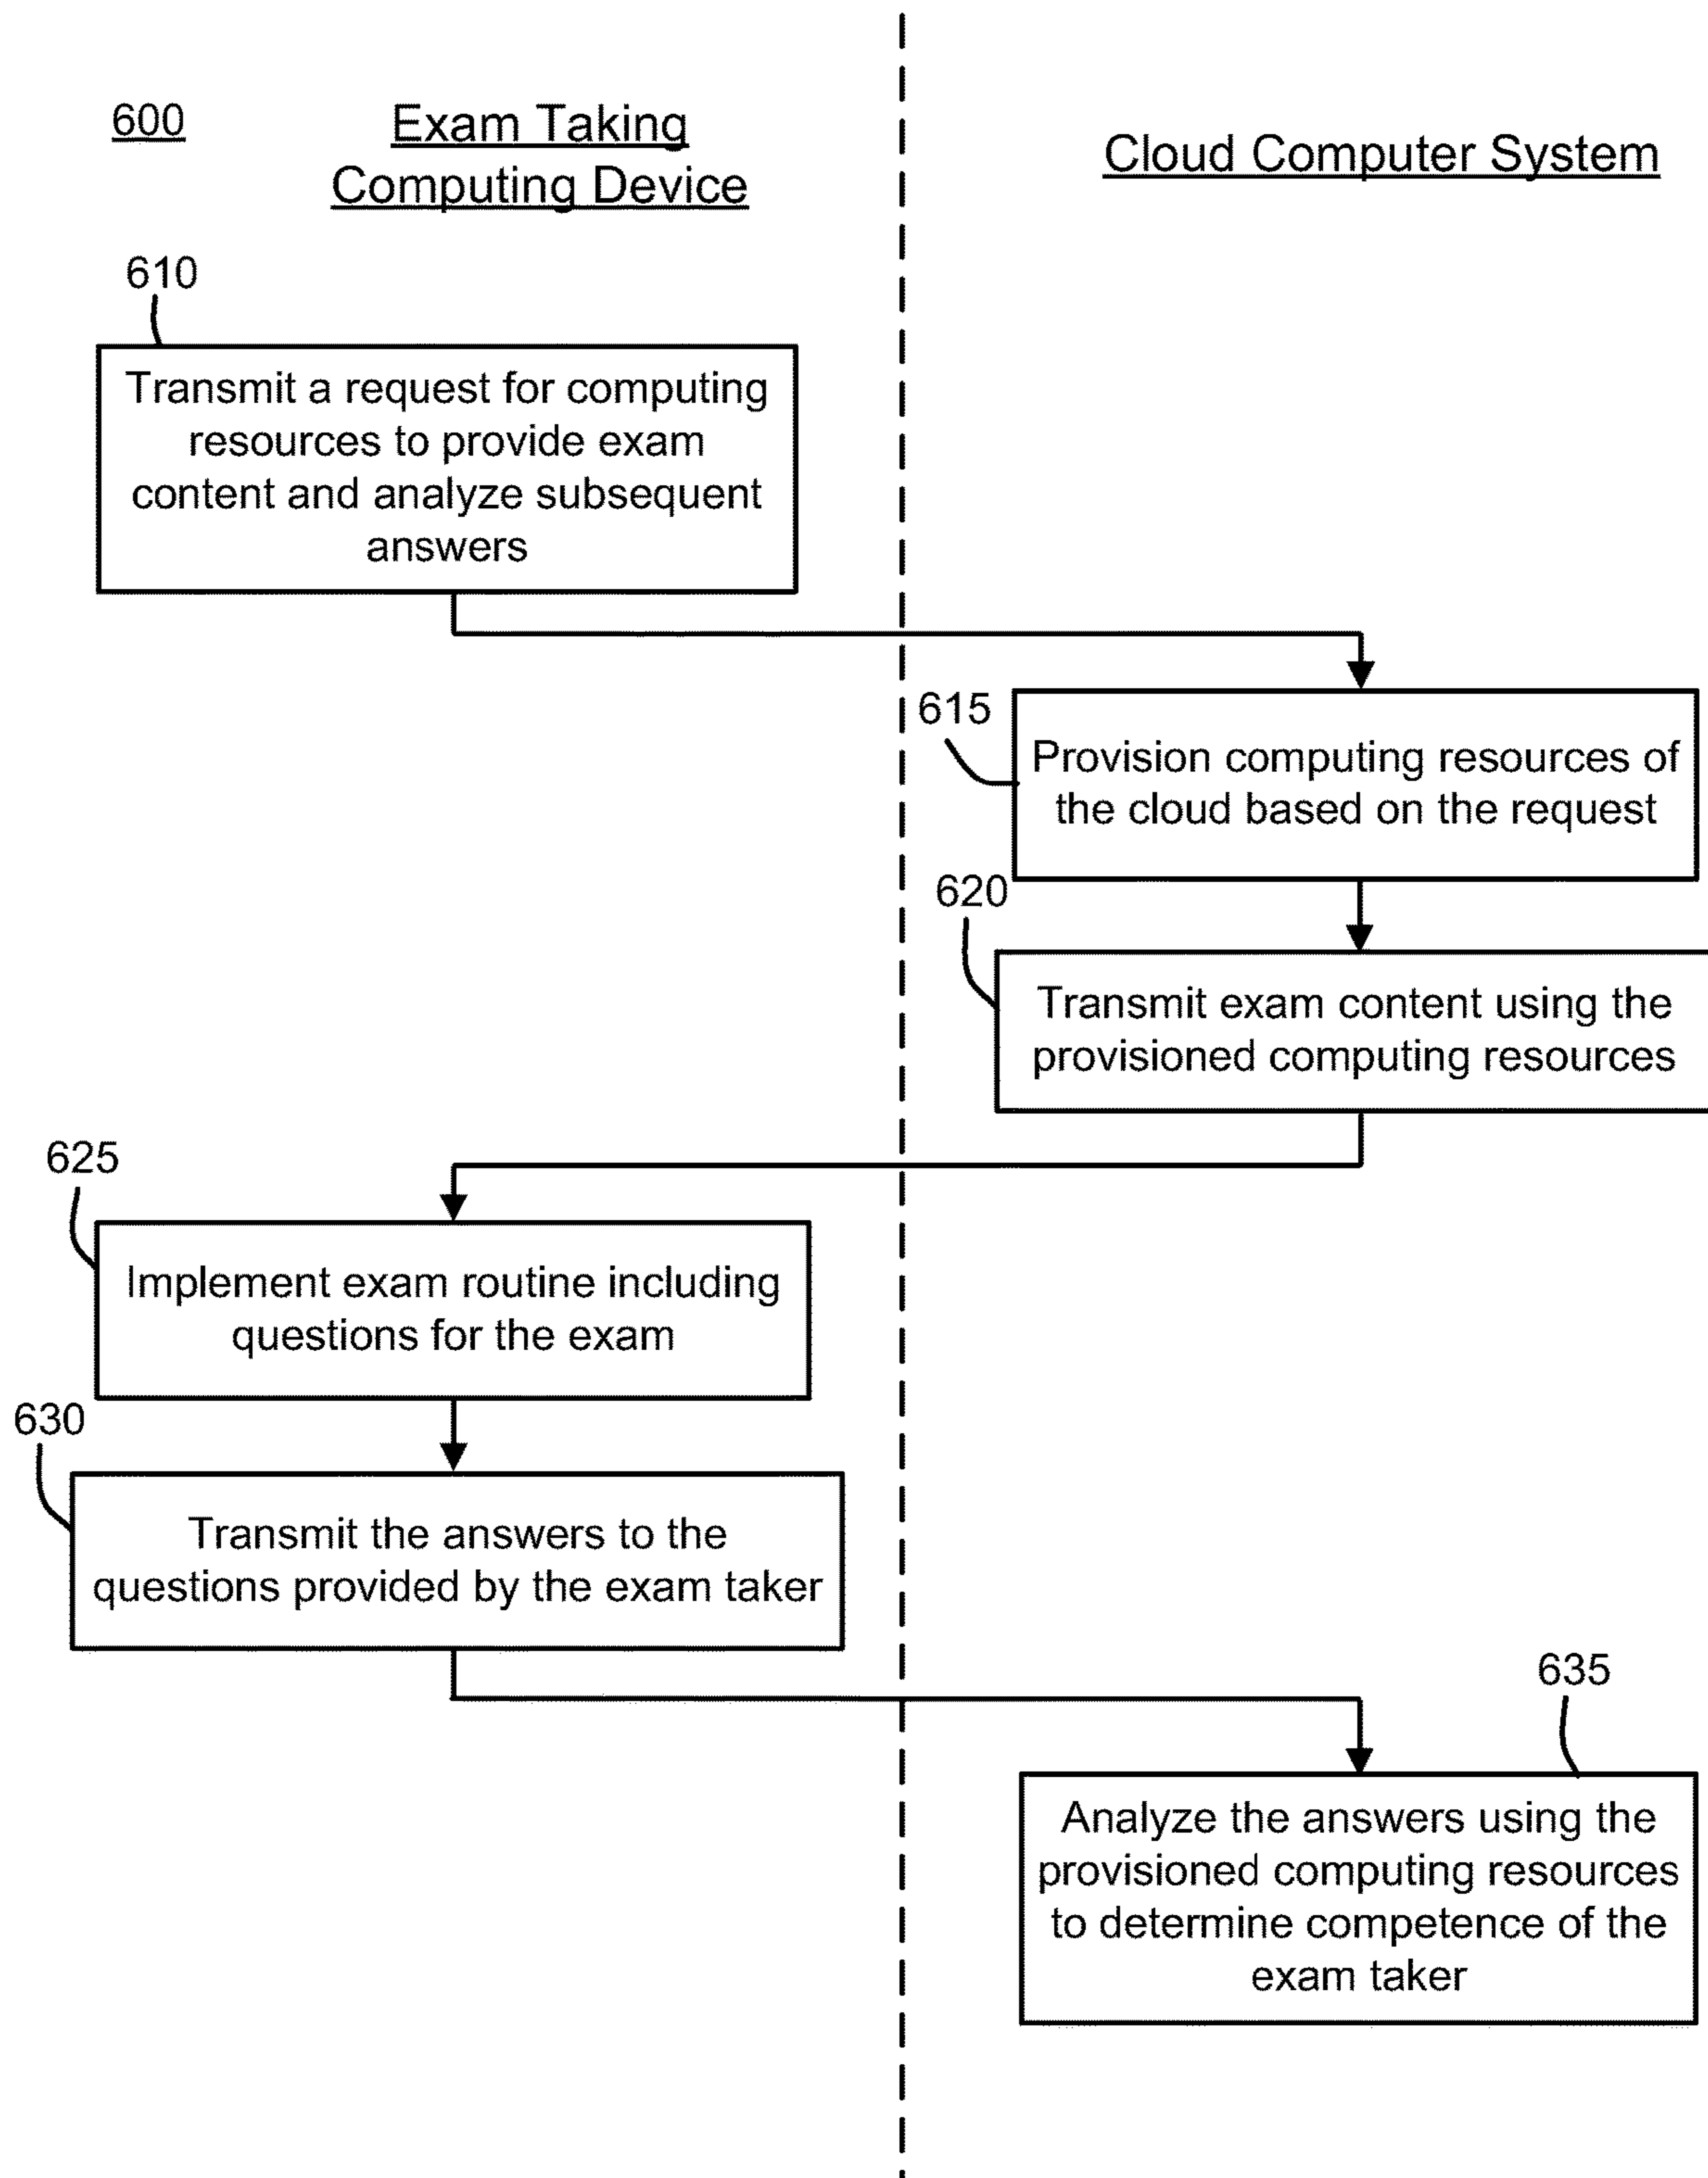 600
Exam Taking
Computing Device
Cloud Computer System
610
Transmit a request for computing
resources to provide exam
content and analyze subsequent
answers
615
Provision computing resources of
the cloud based on the request
620
Transmit exam content using the
provisioned computing resources
625
Implement exam routine including
questions for the exam
630
Transmit the answers to the
questions provided by the exam taker
635
Analyze the answers using the
provisioned computing resources
to determine competence of the
exam taker